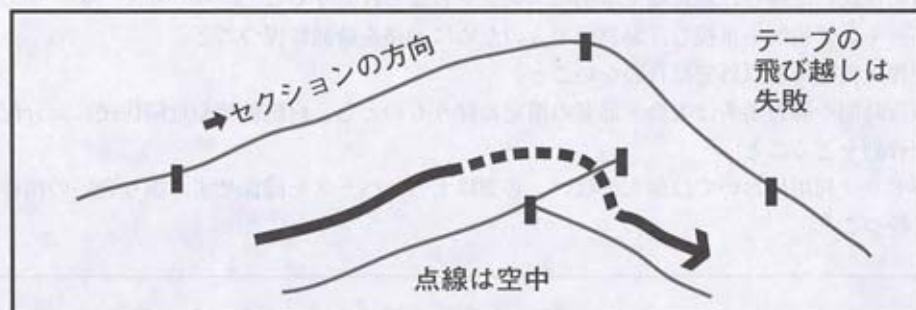 セクションの方向
テープの
飛び越しは
失敗
点線は空中